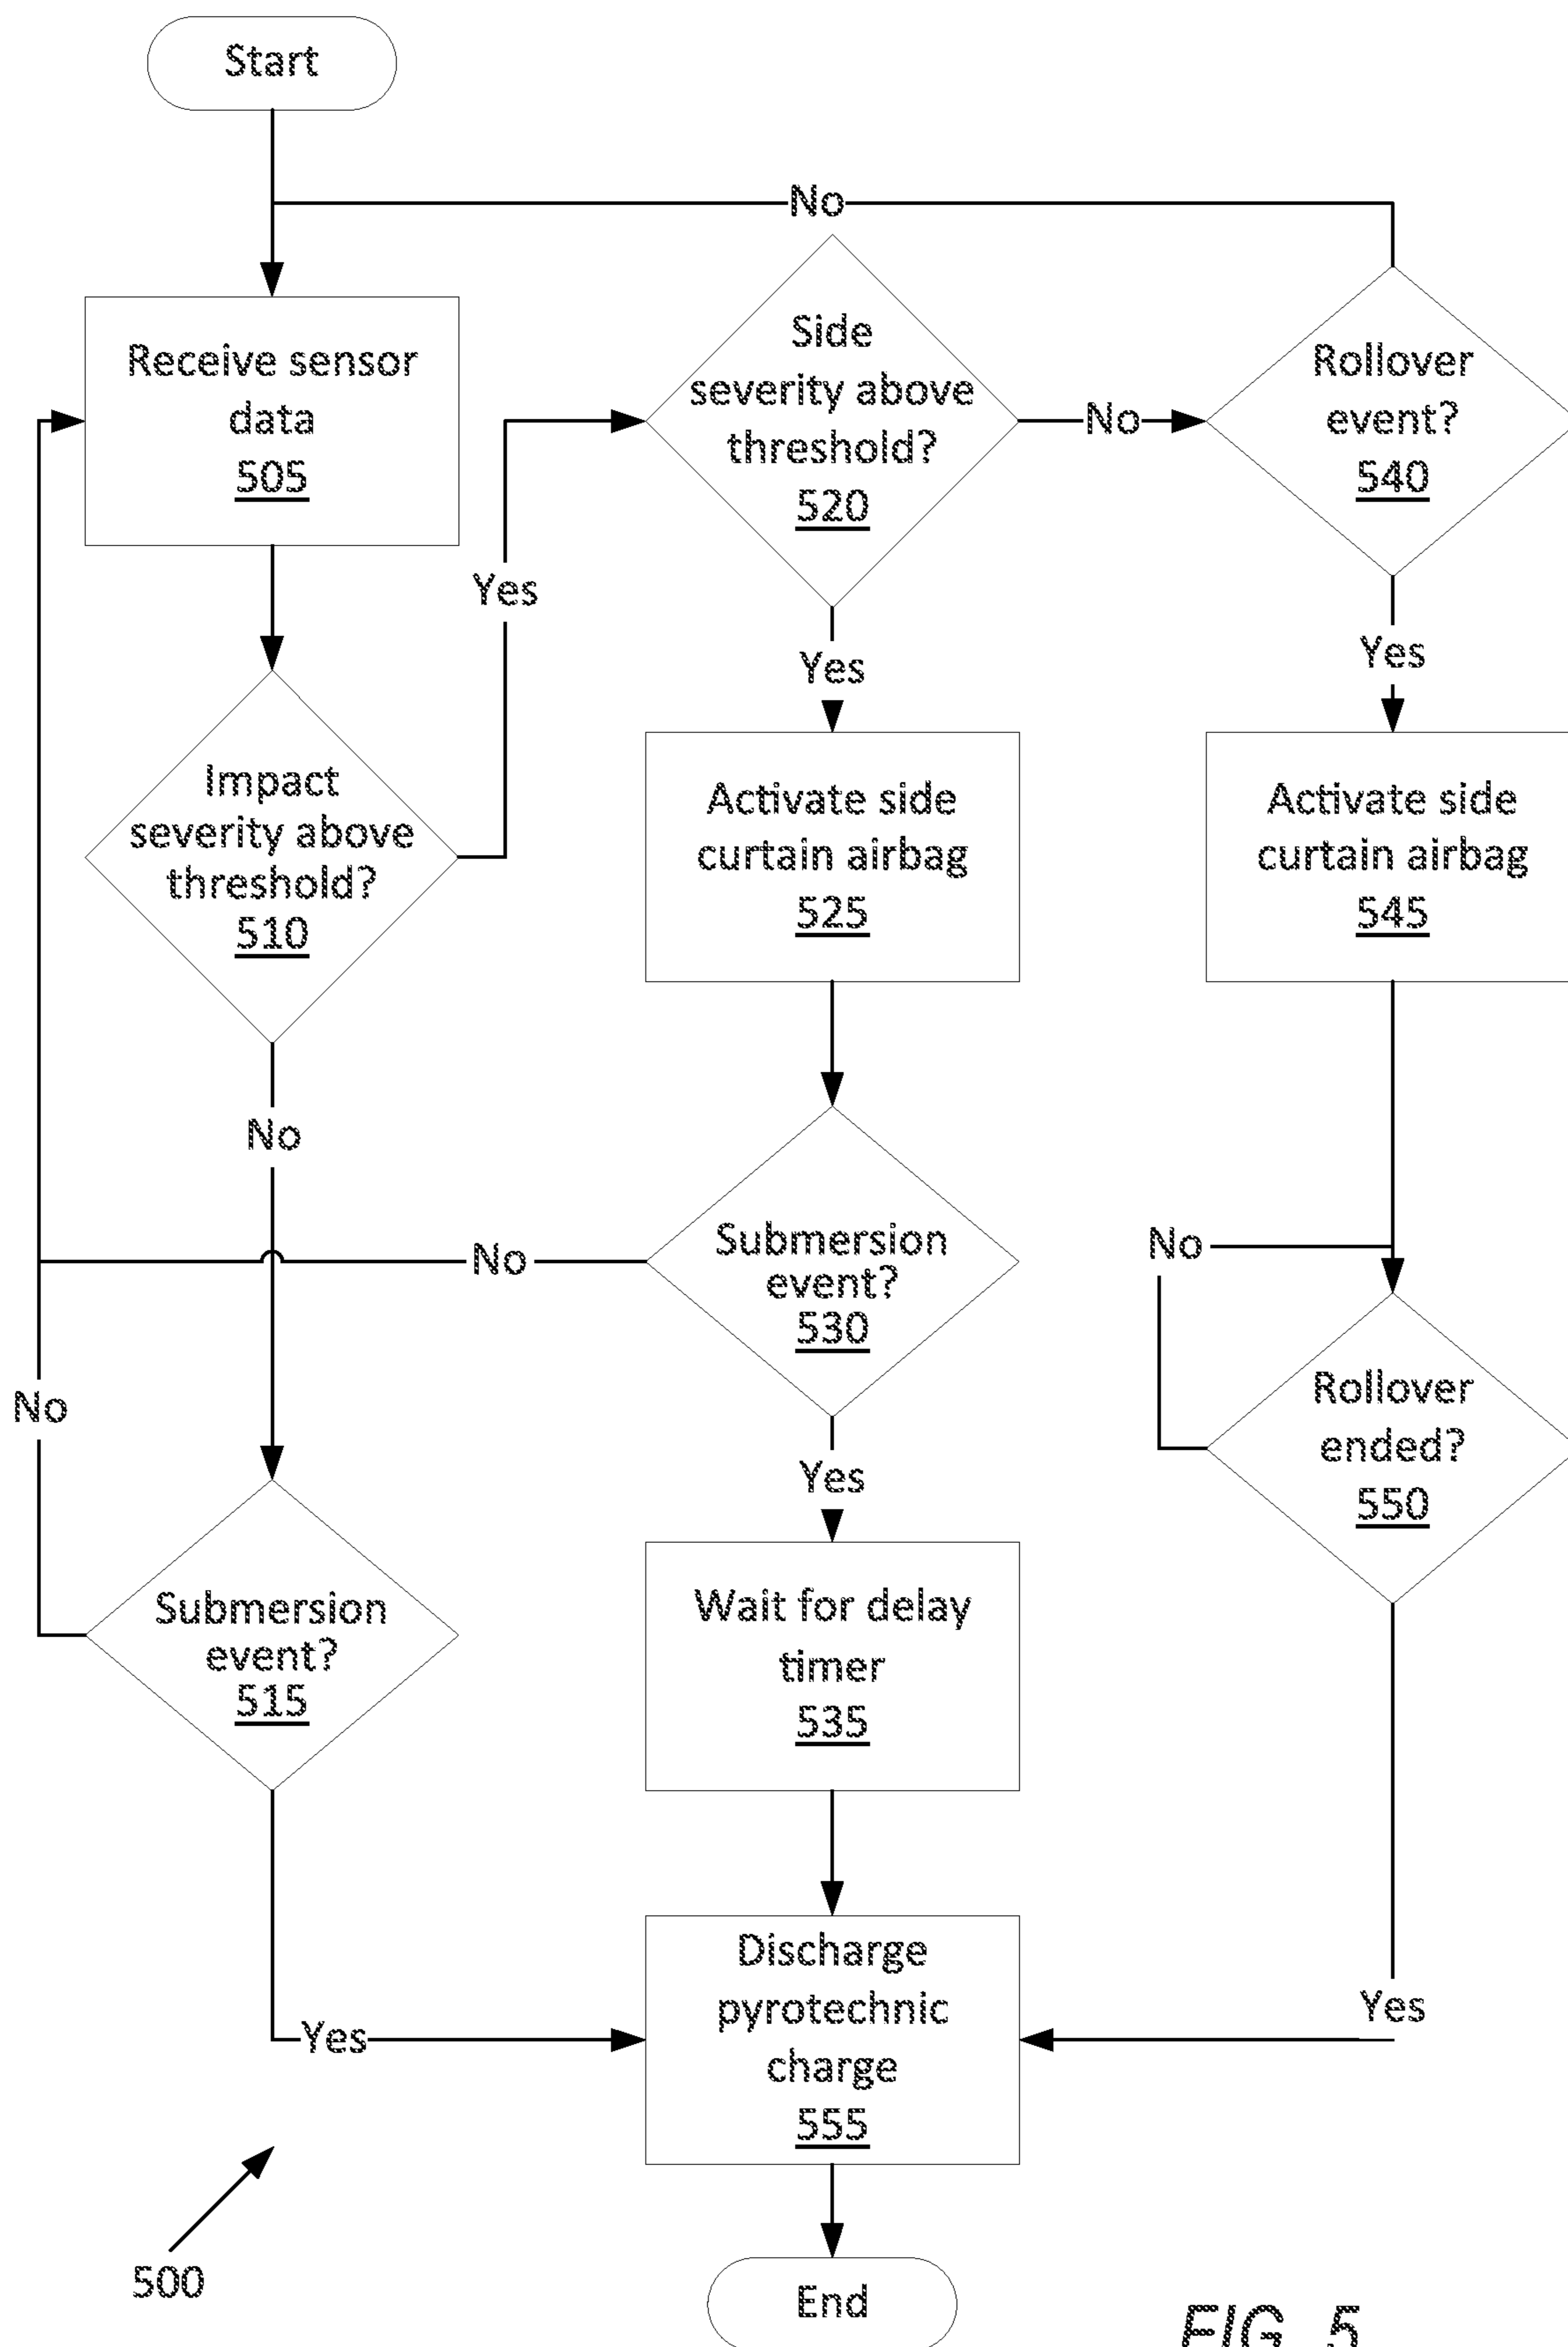 Start
No
Receive sensor
data
505
Side
severity above
threshold?
520
No
Rollover
event?
540
Yes
Yes
Yes
Impact
severity above
threshold?
510
Activate side
curtain airbag
525
Activate side
curtain airbag
545
No
No
Submersion
event?
530
No
No
Submersion
event?
515
Yes
Rollover
ended?
550
Wait for delay
timer
535
Yes
Discharge
pyrotechnic
charge
555
Yes
500
End
FIG. 5